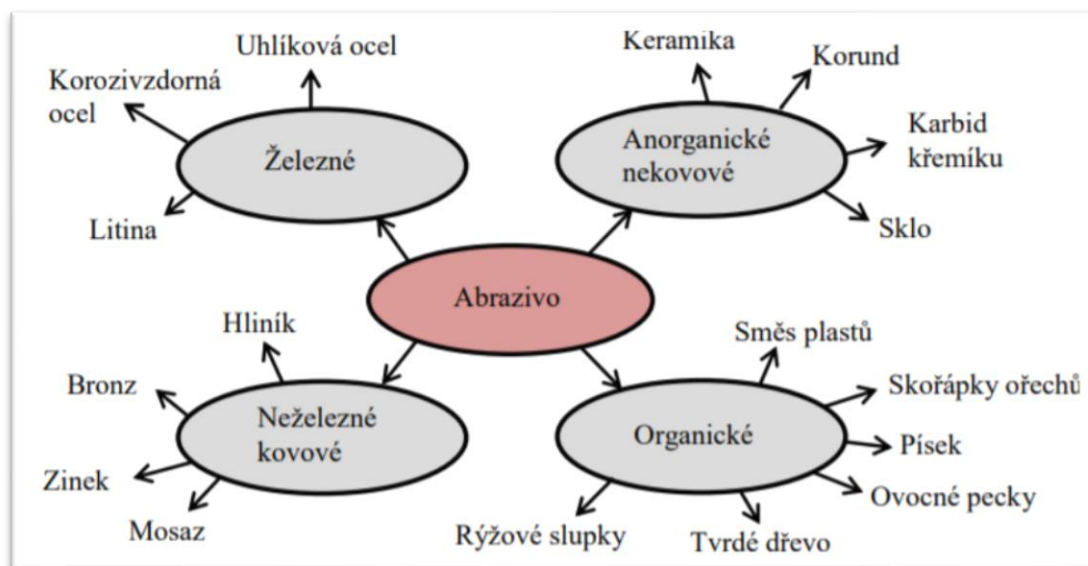 Uhlíková ocel
Korozivzdorná
ocel
Železné
Litina
Keramika
Korund
Anorganické
nekovové
Karbid
křemíku
Sklo
Abrazivo
Hliník
Bronz
Neželezné
kovové
Zinek
Mosaz
Směs plastů
Skořápky ořechů
Organické
Písek
Ovocné pecky
Rýžové slupky
Tvrdé dřevo